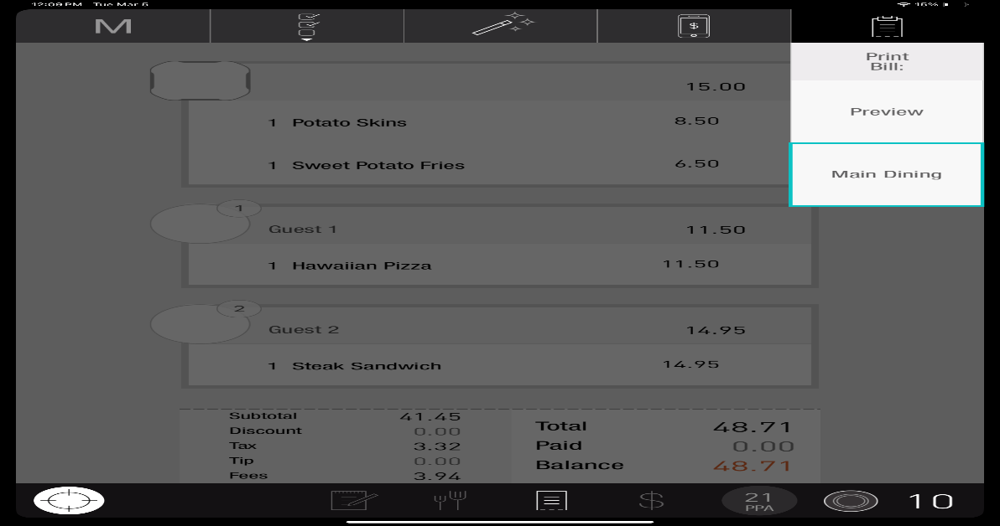 12:09 PM Tue Mar 5
15%
M
$
Print
Bill:
Preview
Main Dining
15.00
1 Potato Skins 8.50
1 Sweet Potato Fries 6.50
1
Guest 1 11.50
1 Hawaiian Pizza 11.50
2
Guest 2 14.95
1 Steak Sandwich 14.95
Subtotal 41.45
Discount 0.00
Tax 3.32
Tip 0.00
Fees 3.94
Total 48.71
Paid 0.00
Balance 48.71
$
21
PPA
10